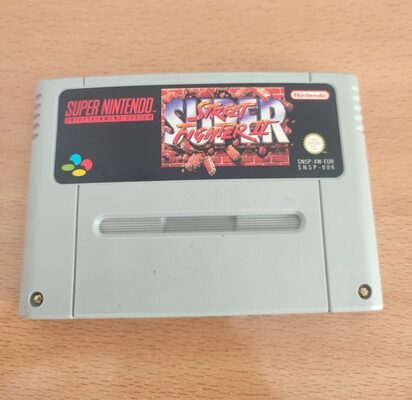 SUPER NINTENDO
ENTERTAINMENT SYSTEM
SUPER
STREET
FIGHTER II
Nintendo
SNSP-XW-EUR
SNSP-006